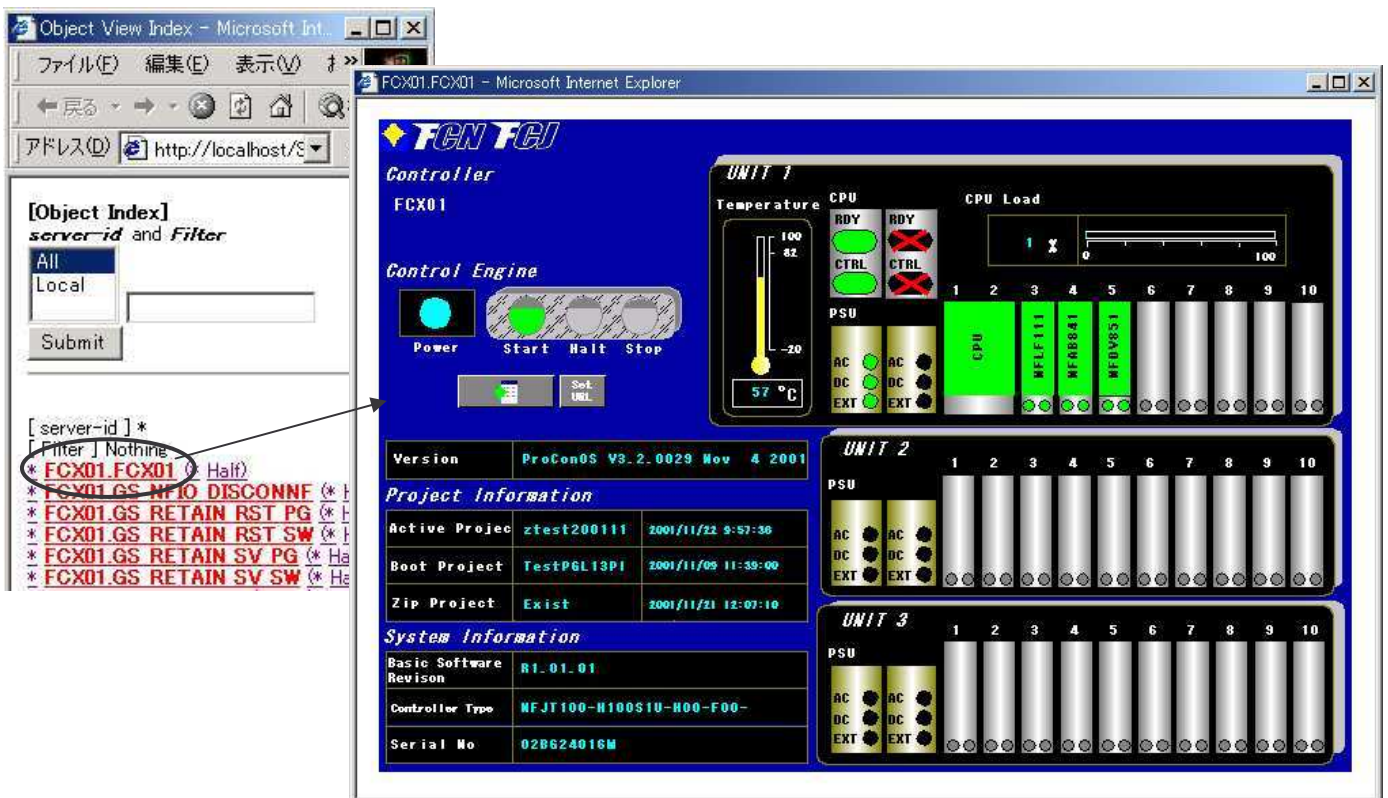 Object View Index - Microsoft Int...
ファイル(F) 編集(E) 表示(V)
戻る
アドレス(D) http://localhost/S
[Object Index]
server-id and Filter
All
Local
Submit
[ server-id ] *
[ Filter ] Nothing
* FCX01.FCX01 (* Half)
* FCX01.GS NFIO DISCONNF (* H
* FCX01.GS RETAIN RST PG (* H
* FCX01.GS RETAIN RST SW (* H
* FCX01.GS RETAIN SV PG (* Ha
* FCX01.GS RETAIN SV SW (* Ha
FCX01.FCX01 - Microsoft Internet Explorer
FCN FCJ
Controller
FCX01
Control Engine
Power Start Halt Stop
Set URL
Version ProConOS V3.2.0029 Nov 4 2001
Project Information
Active Projec ztest200111 2001/11/22 9:57:36
Boot Project TestPGL13PI 2001/11/09 11:39:00
Zip Project Exist 2001/11/21 12:07:10
System Information
Basic Software Revison R1.01.01
Controller Type NFJT100-H100S1U-H00-F00-
Serial No 02B624016W
UNIT 1
Temperature
100
82
-20
57 °C
CPU
RDY RDY
CTRL CTRL
PSU
AC AC
DC DC
EXT EXT
CPU Load
1 %
0 100
1 2 3 4 5 6 7 8 9 10
CPU NFLF111 NFAB841 NFDV851
UNIT 2
1 2 3 4 5 6 7 8 9 10
PSU
AC AC
DC DC
EXT EXT
UNIT 3
1 2 3 4 5 6 7 8 9 10
PSU
AC AC
DC DC
EXT EXT